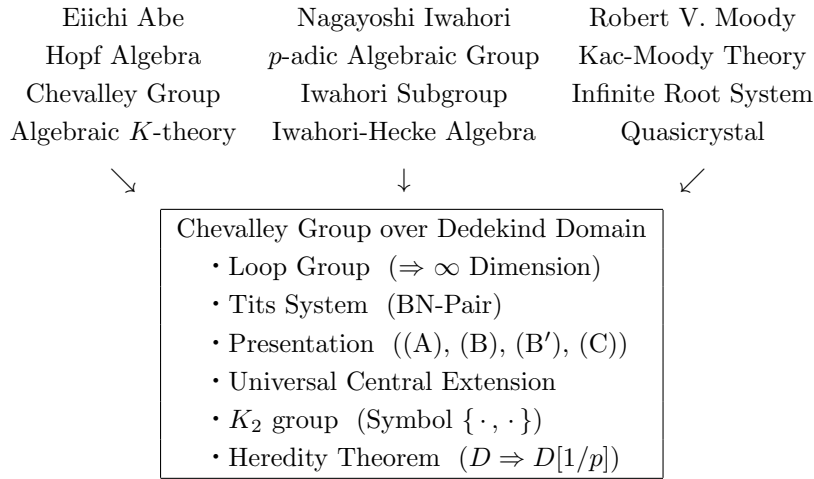 Eiichi Abe
Hopf Algebra
Chevalley Group
Algebraic K-theory
Nagayoshi Iwahori
p-adic Algebraic Group
Iwahori Subgroup
Iwahori-Hecke Algebra
Robert V. Moody
Kac-Moody Theory
Infinite Root System
Quasicrystal
↘ ↓ ↙
Chevalley Group over Dedekind Domain
・Loop Group (⇒ ∞ Dimension)
・Tits System (BN-Pair)
・Presentation ((A), (B), (B′), (C))
・Universal Central Extension
・K₂ group (Symbol { · , · })
・Heredity Theorem (D ⇒ D[1/p])